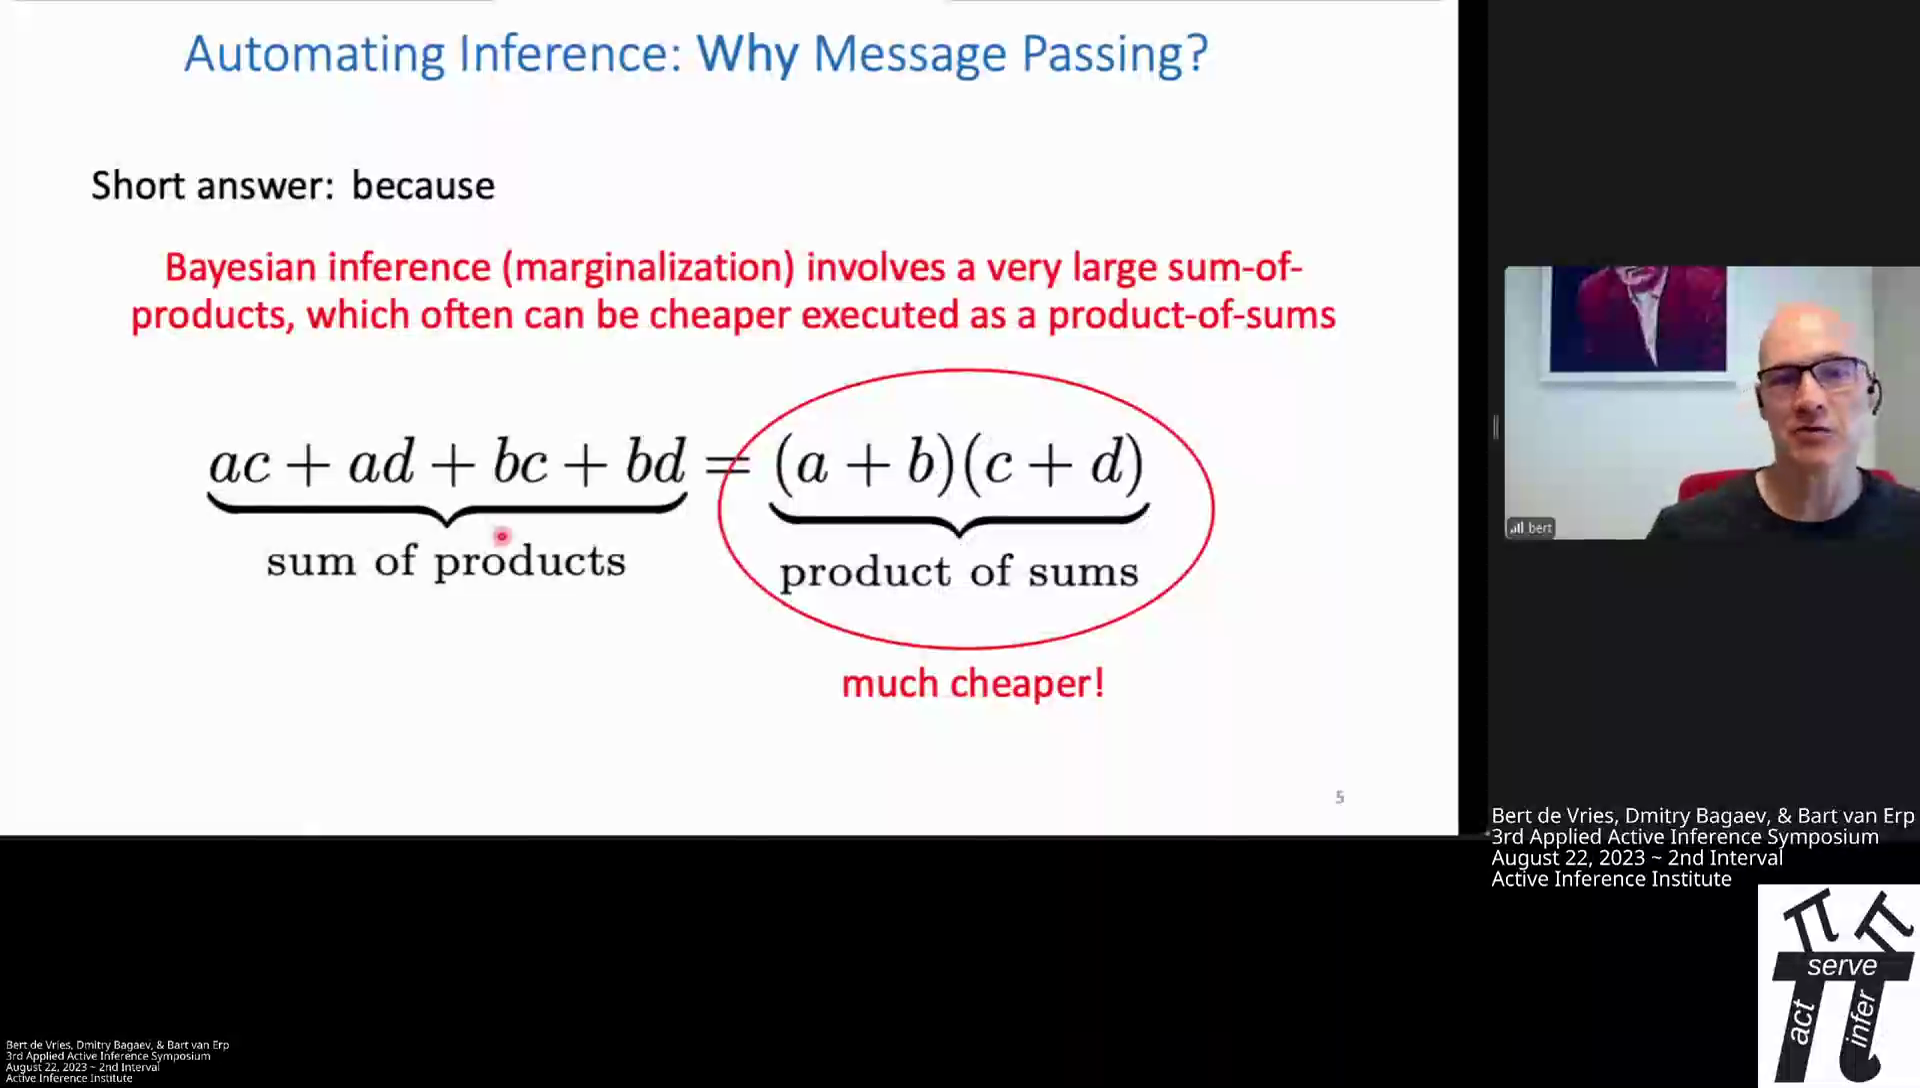 Automating Inference: Why Message Passing?
Short answer: because
Bayesian inference (marginalization) involves a very large sum-of-
products, which often can be cheaper executed as a product-of-sums
ac + ad + bc + bd = (a + b)(c + d)
sum of products
product of sums
much cheaper!
5
bert
Bert de Vries, Dmitry Bagaev, & Bart van Erp
3rd Applied Active Inference Symposium
August 22, 2023 ~ 2nd Interval
Active Inference Institute
serve
act
infer
Bert de Vries, Dmitry Bagaev, & Bart van Erp
3rd Applied Active Inference Symposium
August 22, 2023 ~ 2nd Interval
Active Inference Institute